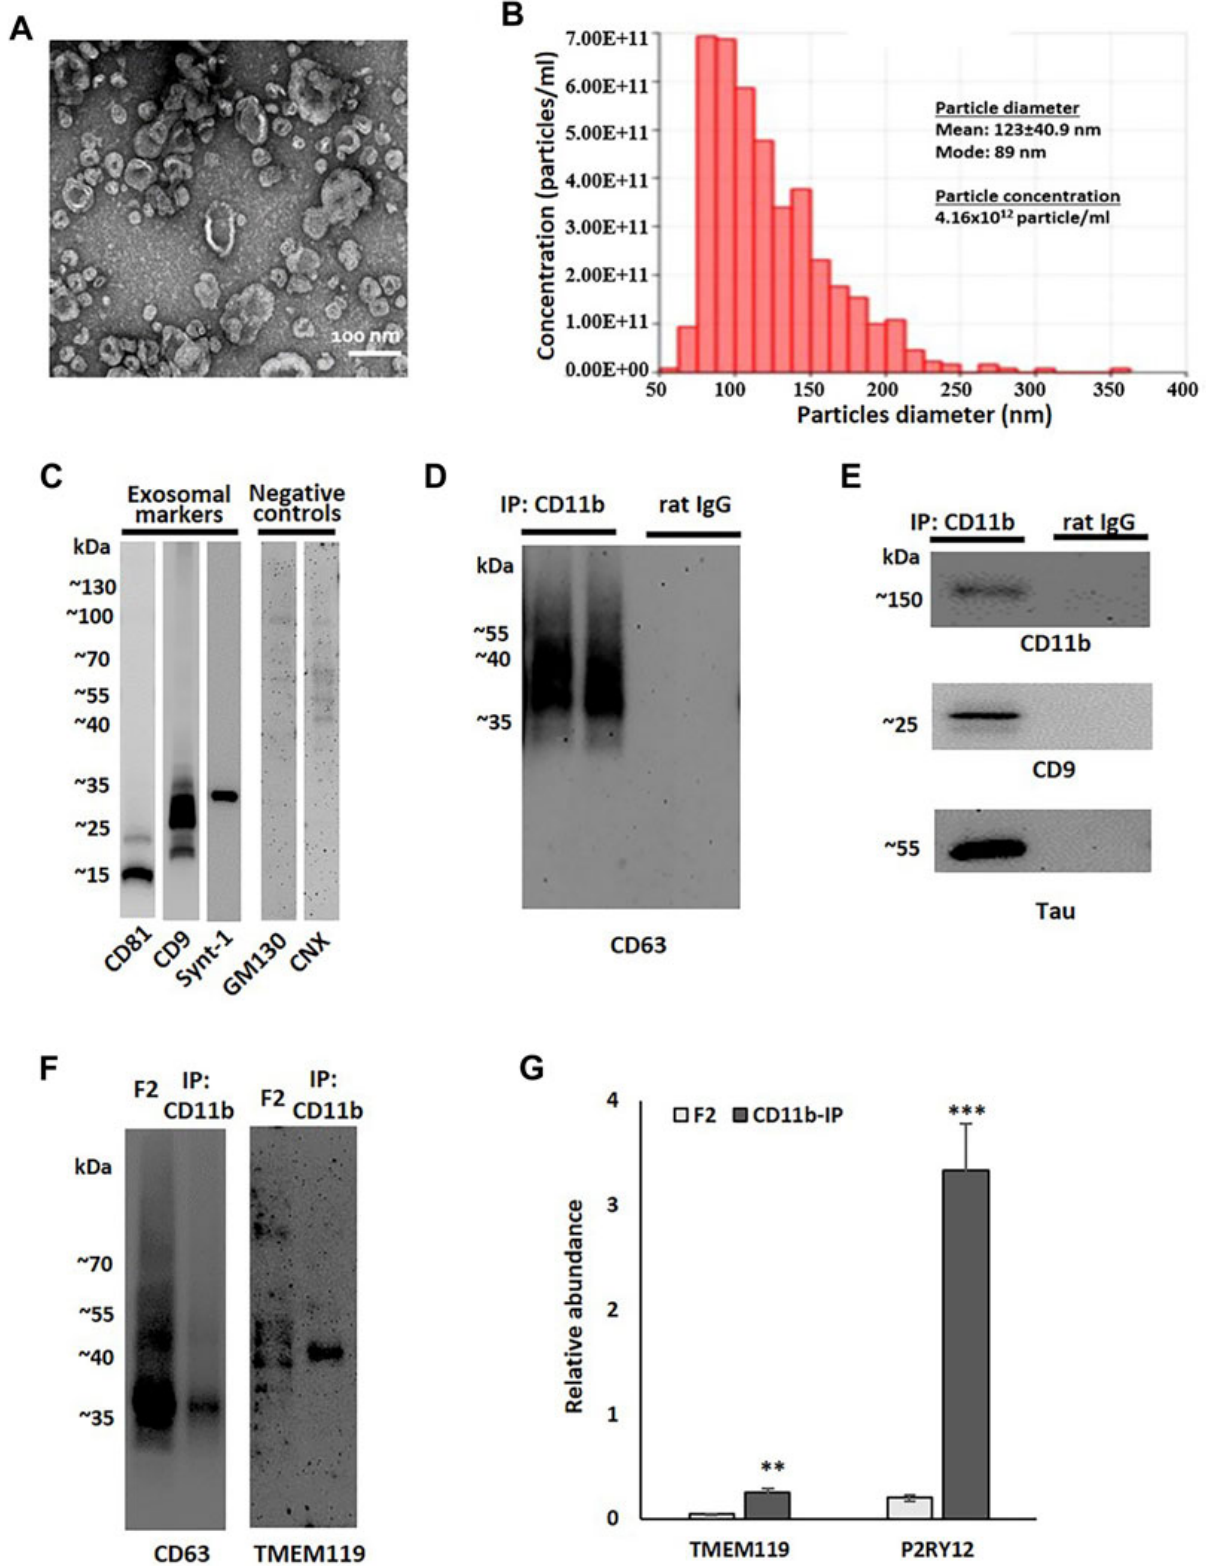 A
100 nm
B
7.00E+11
6.00E+11
5.00E+11
4.00E+11
3.00E+11
2.00E+11
1.00E+11
0.00E+00
Concentration (particles/ml)
Particle diameter
Mean: 123±40.9 nm
Mode: 89 nm
Particle concentration
4.16x10¹² particle/ml
50 100 150 200 250 300 350 400
Particles diameter (nm)
C
Exosomal
markers
Negative
controls
kDa
~130
~100
~70
~55
~40
~35
~25
~15
CD81 CD9 Synt-1 GM130 CNX
D
IP: CD11b rat IgG
kDa
~55
~40
~35
CD63
E
IP: CD11b rat IgG
kDa
~150
CD11b
~25
CD9
~55
Tau
F
F2 IP:
CD11b
F2 IP:
CD11b
kDa
~70
~55
~40
~35
CD63 TMEM119
G
F2 CD11b-IP
4
3
2
1
0
Relative abundance
**
***
TMEM119 P2RY12